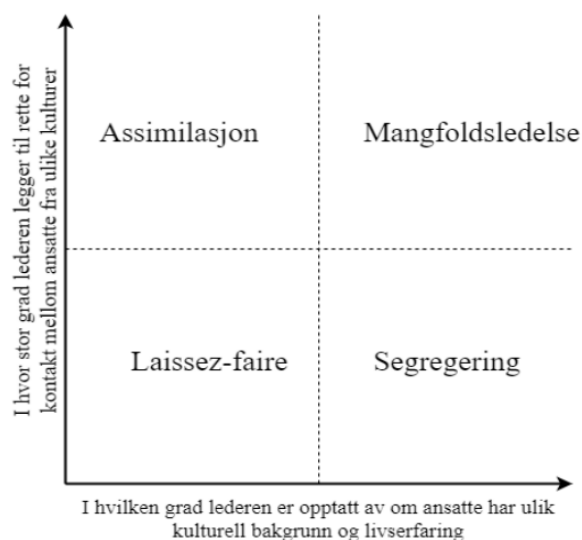 I hvor stor grad lederen legger til rette for
kontakt mellom ansatte fra ulike kulturer
Assimilasjon
Mangfoldsledelse
Laissez-faire
Segregering
I hvilken grad lederen er opptatt av om ansatte har ulik
kulturell bakgrunn og livserfaring